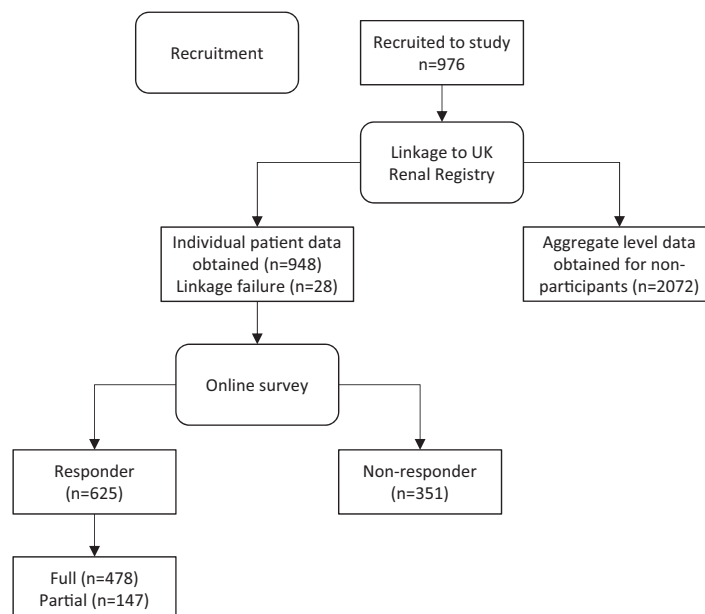 Recruitment
Recruited to study
n=976
Linkage to UK
Renal Registry
Individual patient data
obtained (n=948)
Linkage failure (n=28)
Aggregate level data
obtained for non-
participants (n=2072)
Online survey
Responder
(n=625)
Non-responder
(n=351)
Full (n=478)
Partial (n=147)